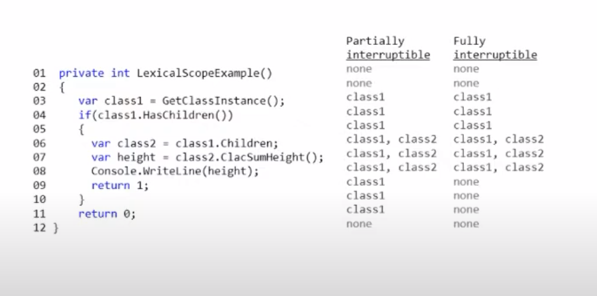 Partially Fully
interruptible interruptible
01 private int LexicalScopeExample() none none
02 { none none
03 var class1 = GetClassInstance(); class1 class1
04 if(class1.HasChildren()) class1 class1
05 { class1 class1
06 var class2 = class1.Children; class1, class2 class1, class2
07 var height = class2.ClacSumHeight(); class1, class2 class1, class2
08 Console.WriteLine(height); class1, class2 class1, class2
09 return 1; class1 none
10 } class1 none
11 return 0; class1 none
12 } none none